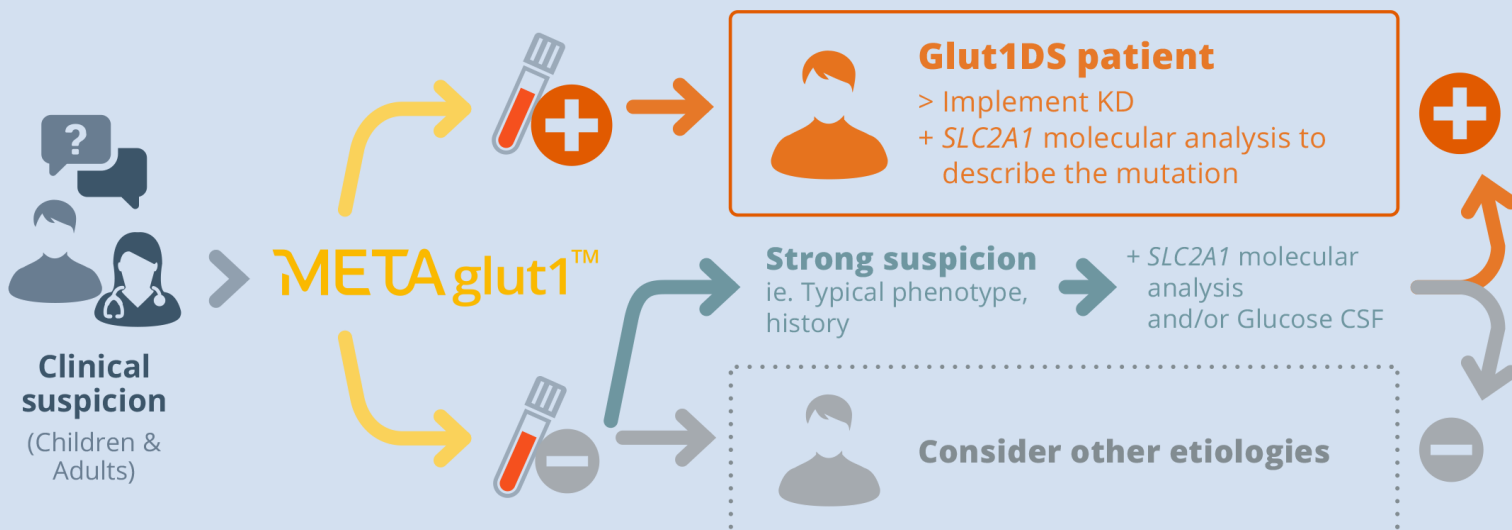 ?
Clinical
suspicion
(Children &
Adults)
METAglut1™
Glut1DS patient
> Implement KD
+ SLC2A1 molecular analysis to
describe the mutation
Strong suspicion
ie. Typical phenotype,
history
+ SLC2A1 molecular
analysis
and/or Glucose CSF
Consider other etiologies